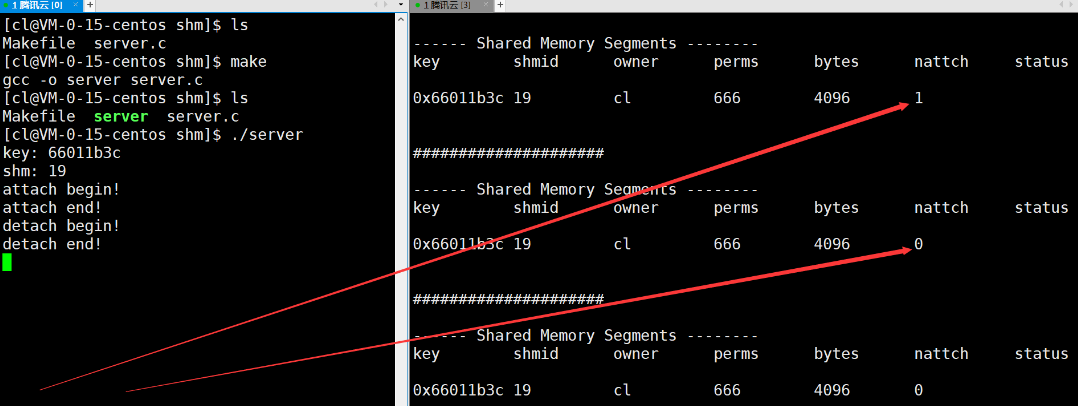 1 腾讯云 [0]
[cl@VM-0-15-centos shm]$ ls
Makefile  server.c
[cl@VM-0-15-centos shm]$ make
gcc -o server server.c
[cl@VM-0-15-centos shm]$ ls
Makefile  server  server.c
[cl@VM-0-15-centos shm]$ ./server
key: 66011b3c
shm: 19
attach begin!
attach end!
detach begin!
detach end!
1 腾讯云 [3]
------ Shared Memory Segments --------
key        shmid      owner      perms      bytes      nattch     status
0x66011b3c 19         cl         666        4096       1
#####################
------ Shared Memory Segments --------
key        shmid      owner      perms      bytes      nattch     status
0x66011b3c 19         cl         666        4096       0
#####################
------ Shared Memory Segments --------
key        shmid      owner      perms      bytes      nattch     status
0x66011b3c 19         cl         666        4096       0